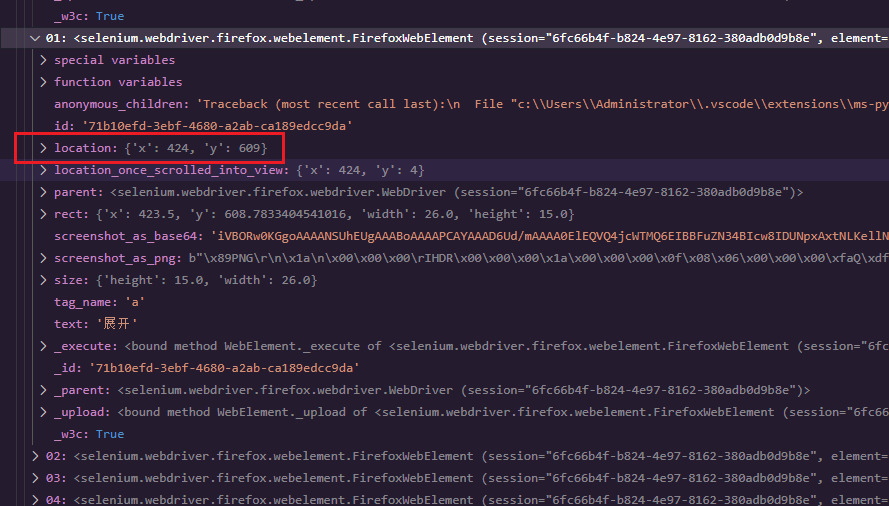 _w3c: True
01: <selenium.webdriver.firefox.webelement.FirefoxWebElement (session="6fc66b4f-b824-4e97-8162-380adb0d9b8e", element=
special variables
function variables
anonymous_children: 'Traceback (most recent call last):\n  File "c:\\Users\\Administrator\\.vscode\\extensions\\ms-py
id: '71b10efd-3ebf-4680-a2ab-ca189edcc9da'
location: {'x': 424, 'y': 609}
location_once_scrolled_into_view: {'x': 424, 'y': 4}
parent: <selenium.webdriver.firefox.webdriver.WebDriver (session="6fc66b4f-b824-4e97-8162-380adb0d9b8e")>
rect: {'x': 423.5, 'y': 608.7833404541016, 'width': 26.0, 'height': 15.0}
screenshot_as_base64: 'iVBORw0KGgoAAAANSUhEUgAAABoAAAAPCAYAAAD6Ud/mAAAA0ElEQVQ4jcWTMQ6EIBBFuZN34BIcw8IDUNpxAxtNLKellN
screenshot_as_png: b"\x89PNG\r\n\x1a\n\x00\x00\x00\rIHDR\x00\x00\x00\x1a\x00\x00\x00\x0f\x08\x06\x00\x00\x00\xfaQ\xdf
size: {'height': 15.0, 'width': 26.0}
tag_name: 'a'
text: '展开'
_execute: <bound method WebElement._execute of <selenium.webdriver.firefox.webelement.FirefoxWebElement (session="6fc
_id: '71b10efd-3ebf-4680-a2ab-ca189edcc9da'
_parent: <selenium.webdriver.firefox.webdriver.WebDriver (session="6fc66b4f-b824-4e97-8162-380adb0d9b8e")>
_upload: <bound method WebElement._upload of <selenium.webdriver.firefox.webelement.FirefoxWebElement (session="6fc6
_w3c: True
02: <selenium.webdriver.firefox.webelement.FirefoxWebElement (session="6fc66b4f-b824-4e97-8162-380adb0d9b8e", element=
03: <selenium.webdriver.firefox.webelement.FirefoxWebElement (session="6fc66b4f-b824-4e97-8162-380adb0d9b8e", element=
04: <selenium.webdriver.firefox.webelement.FirefoxWebElement (session="6fc66b4f-b824-4e97-8162-380adb0d9b8e", element=